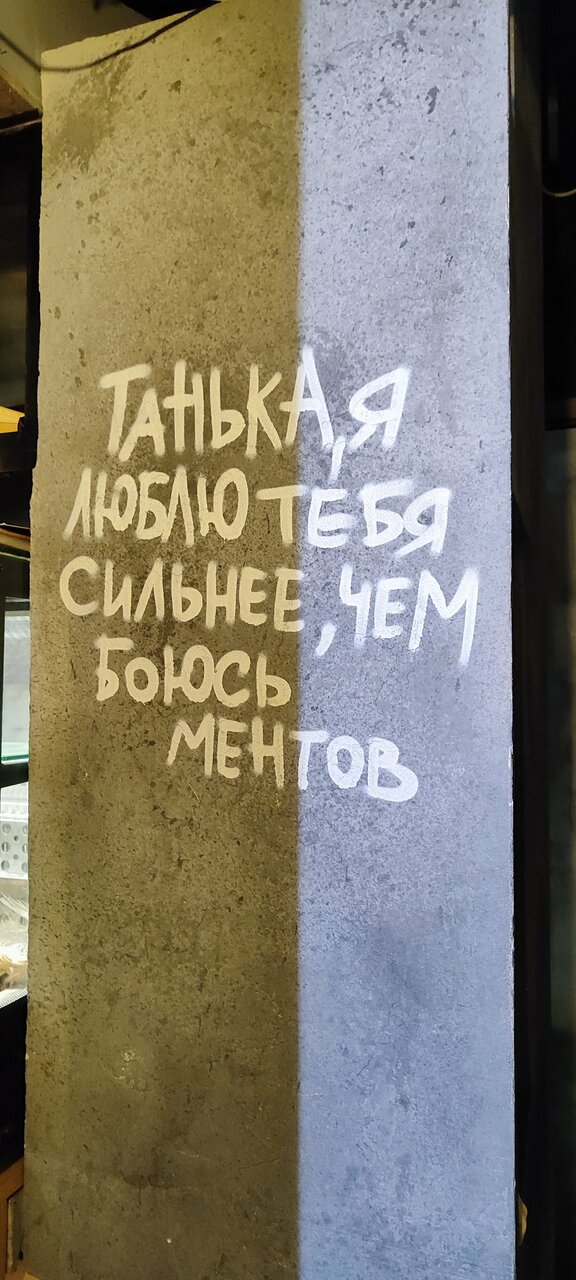 ТАНЬКА, Я
ЛЮБЛЮ ТЕБЯ
СИЛЬНЕЕ, ЧЕМ
БОЮСЬ
МЕНТОВ